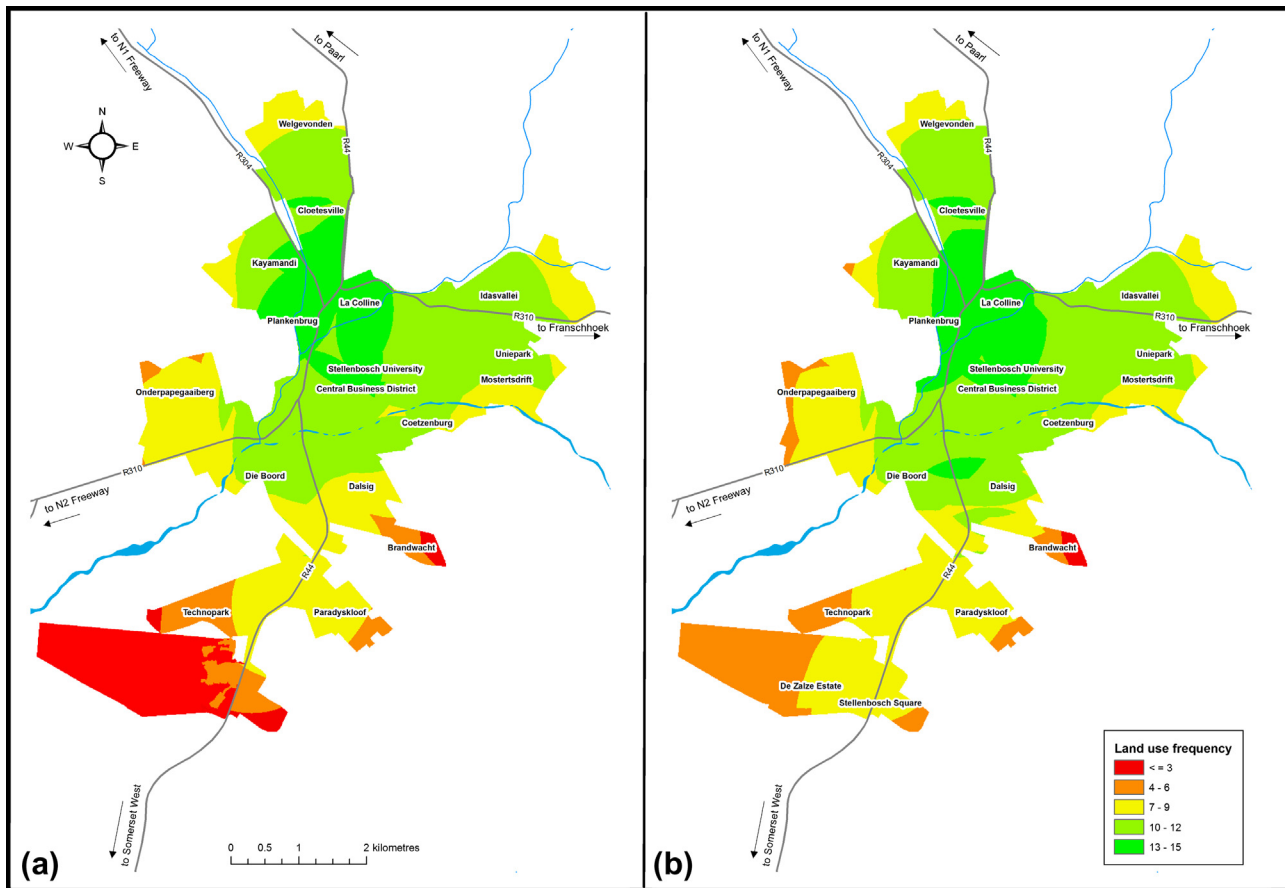 to N1 Freeway
to Paarl
N
W
E
S
R304
R44
Welgevonden
Cloetesville
Kayamandi
La Colline
Plankenbrug
Idasvallei
R310
to Franschhoek
Uniepark
Mostertsdrift
Stellenbosch University
Central Business District
Onderpapegaaiberg
Coetzenburg
R310
to N2 Freeway
Die Boord
Dalsig
Brandwacht
R44
Technopark
Paradyskloof
to Somerset West
0 0.5 1 2 kilometres
(a)
to N1 Freeway
to Paarl
R304
R44
Welgevonden
Cloetesville
Kayamandi
La Colline
Plankenbrug
Idasvallei
R310
to Franschhoek
Uniepark
Mostertsdrift
Stellenbosch University
Central Business District
Onderpapegaaiberg
Coetzenburg
R310
to N2 Freeway
Die Boord
Dalsig
Brandwacht
R44
Technopark
Paradyskloof
De Zalze Estate
Stellenbosch Square
to Somerset West
Land use frequency
< = 3
4 - 6
7 - 9
10 - 12
13 - 15
(b)